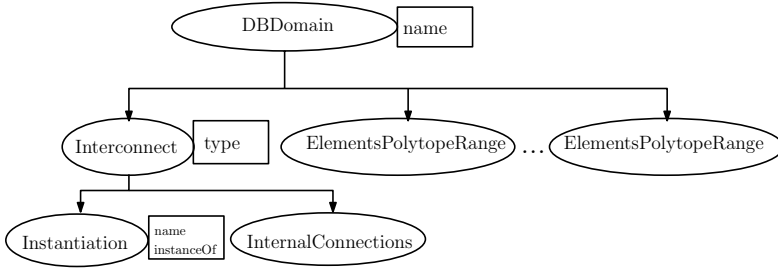 DBDomain
name
Interconnect
type
ElementsPolytopeRange
...
ElementsPolytopeRange
Instantiation
name
instanceOf
InternalConnections